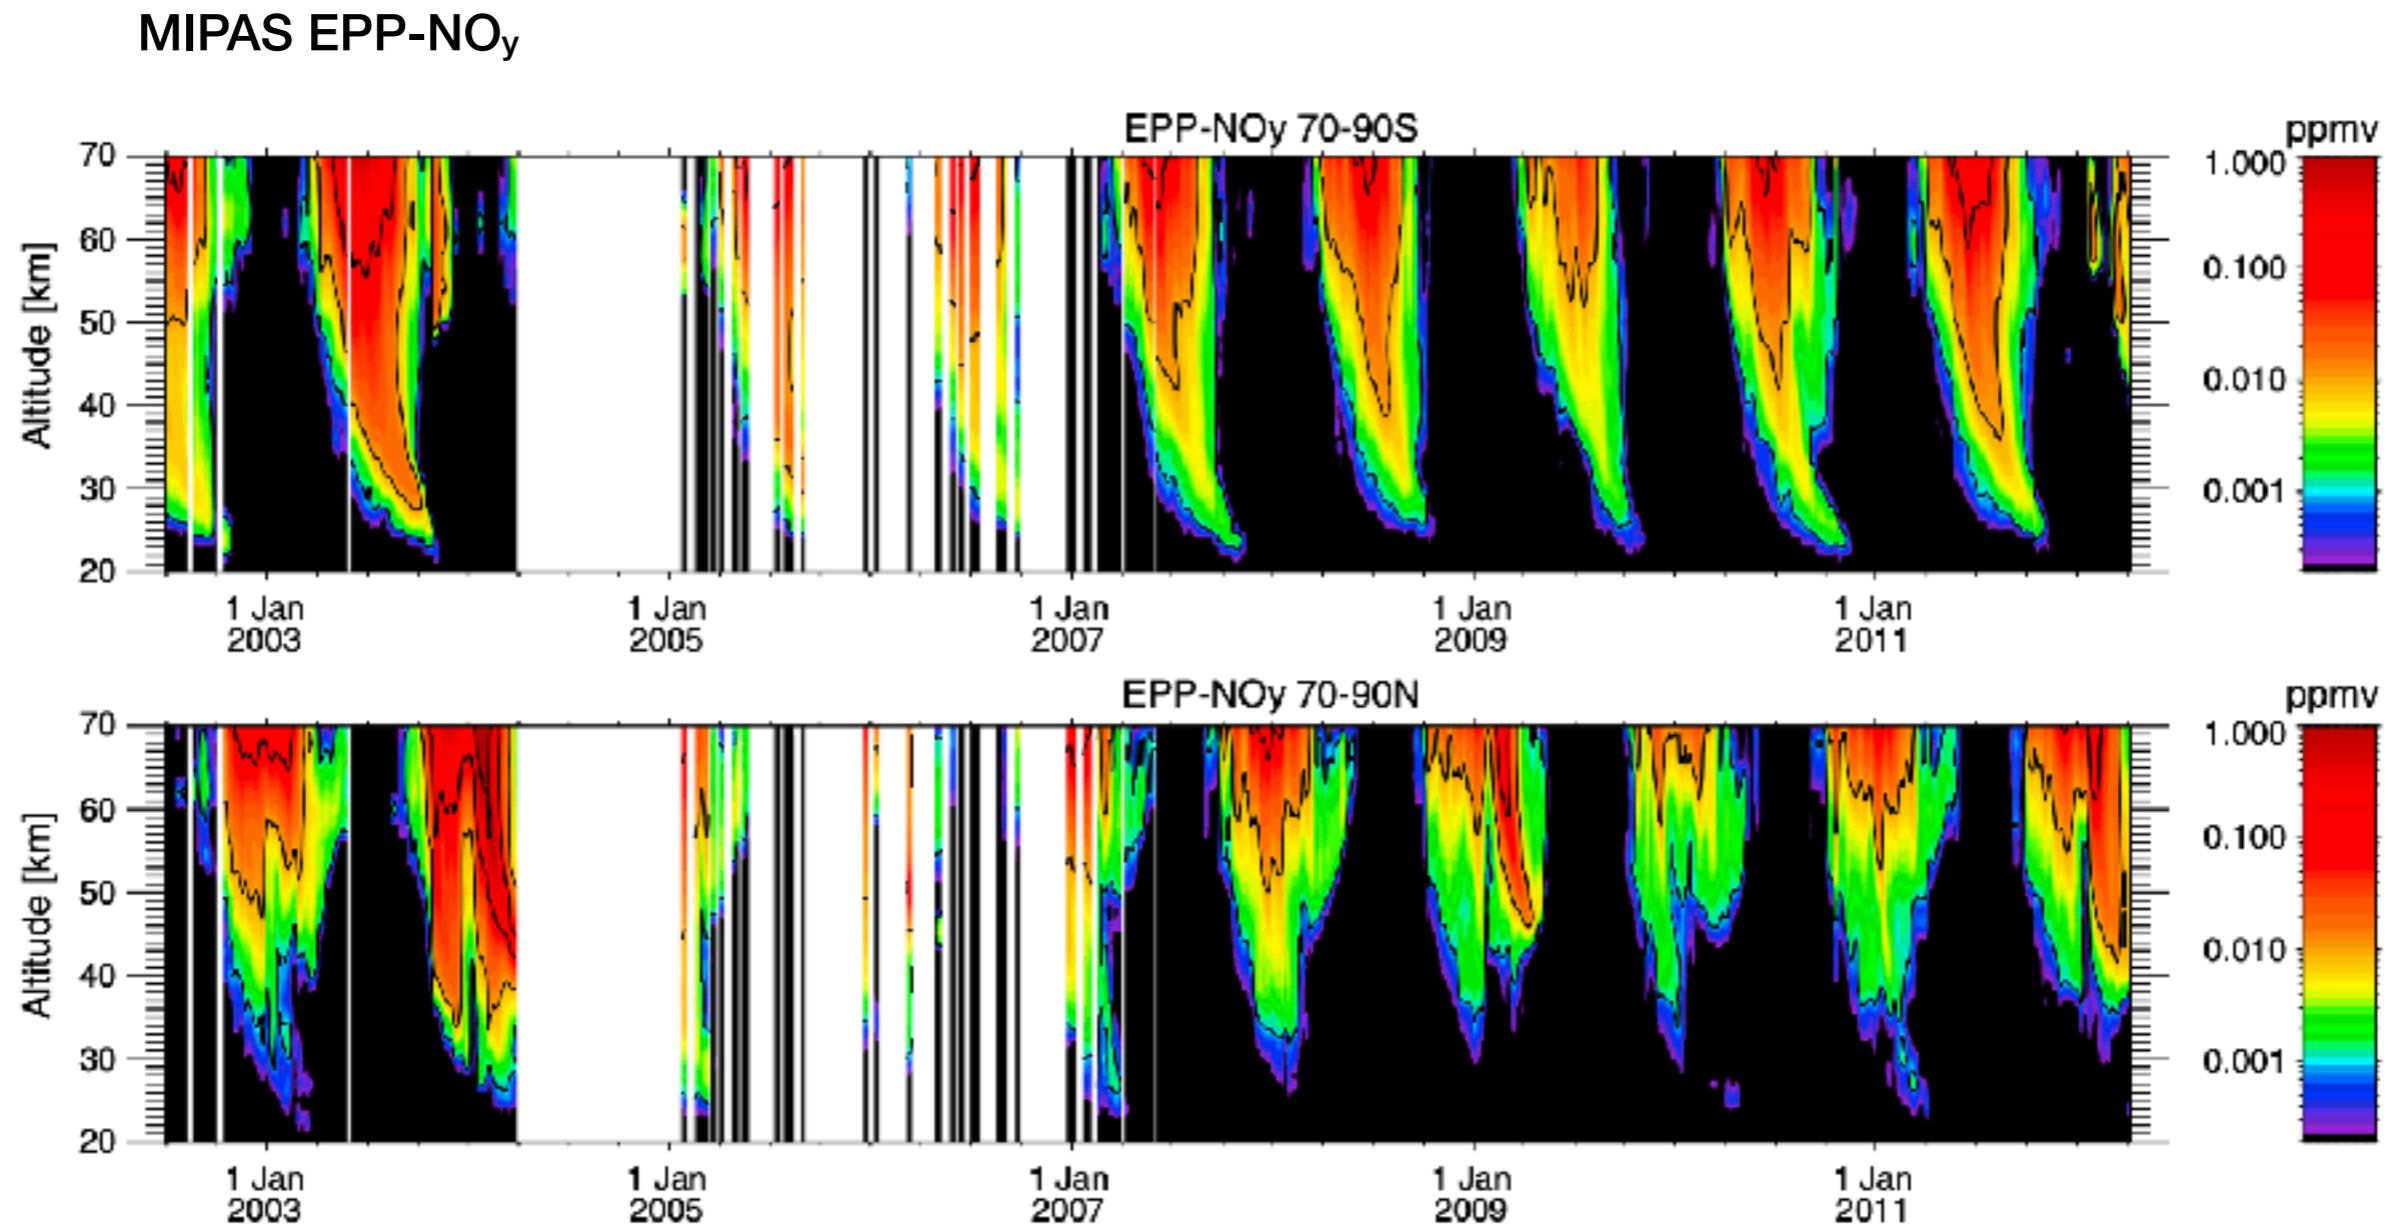 MIPAS EPP-NOy
EPP-NOy 70-90S
ppmv
Altitude [km]
70
60
50
40
30
20
1 Jan 2003
1 Jan 2005
1 Jan 2007
1 Jan 2009
1 Jan 2011
1.000
0.100
0.010
0.001
EPP-NOy 70-90N
ppmv
Altitude [km]
70
60
50
40
30
20
1 Jan 2003
1 Jan 2005
1 Jan 2007
1 Jan 2009
1 Jan 2011
1.000
0.100
0.010
0.001